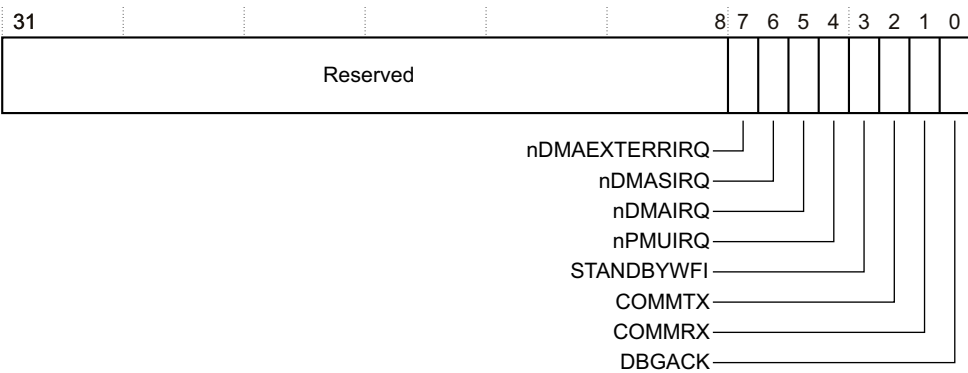 31 8 7 6 5 4 3 2 1 0
Reserved
nDMAEXTERRIRQ
nDMASIRQ
nDMAIRQ
nPMUIRQ
STANDBYWFI
COMMTX
COMMRX
DBGACK